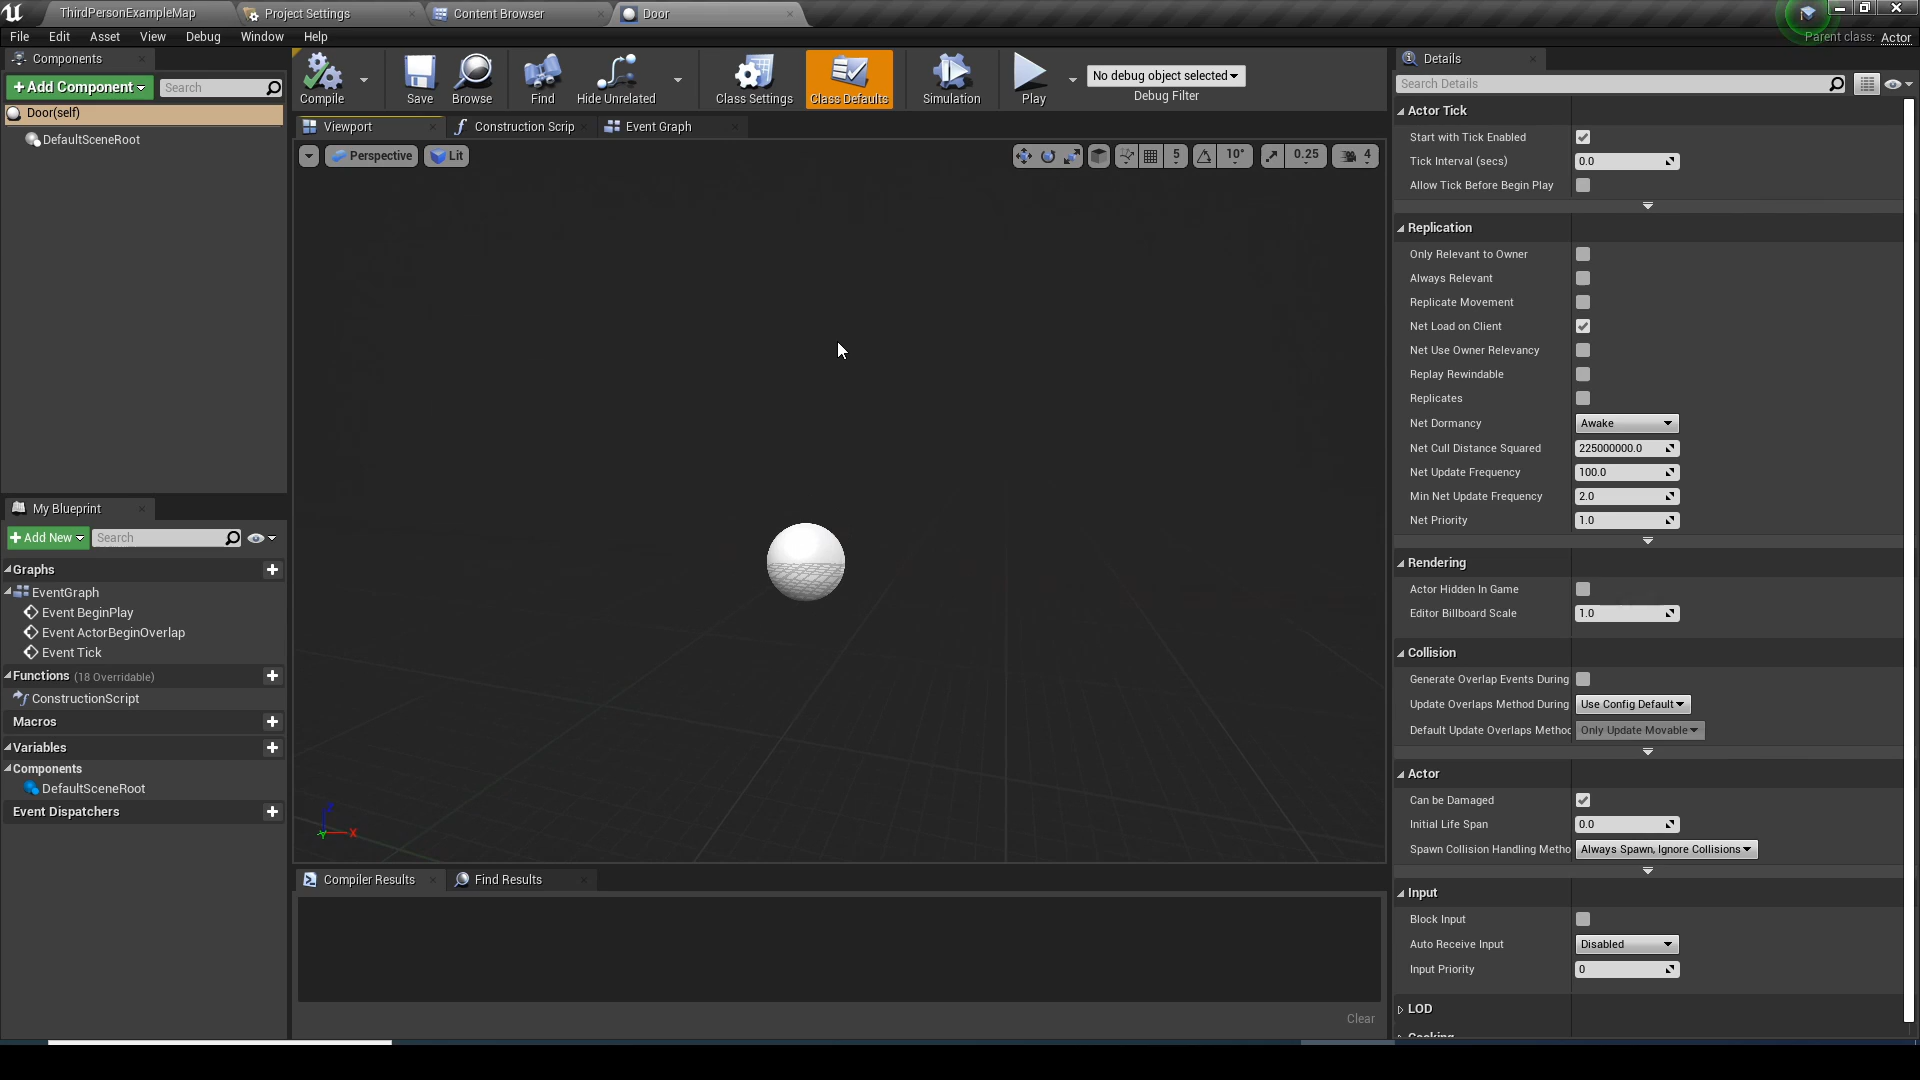 ThirdPersonExampleMap
Project Settings
Content Browser
Door
File Edit Asset View Debug Window Help
Parent class: Actor
Components
Add Component
Search
Door(self)
DefaultSceneRoot
Compile
Save
Browse
Find
Hide Unrelated
Class Settings
Class Defaults
Simulation
Play
No debug object selected
Debug Filter
Viewport
Construction Scrip
Event Graph
Perspective
Lit
5
10°
0.25
4
X
My Blueprint
Add New
Search
Graphs
EventGraph
Event BeginPlay
Event ActorBeginOverlap
Event Tick
Functions (18 Overridable)
ConstructionScript
Macros
Variables
Components
DefaultSceneRoot
Event Dispatchers
Compiler Results
Find Results
Clear
Details
Search Details
Actor Tick
Start with Tick Enabled
Tick Interval (secs) 0.0
Allow Tick Before Begin Play
Replication
Only Relevant to Owner
Always Relevant
Replicate Movement
Net Load on Client
Net Use Owner Relevancy
Replay Rewindable
Replicates
Net Dormancy Awake
Net Cull Distance Squared 225000000.0
Net Update Frequency 100.0
Min Net Update Frequency 2.0
Net Priority 1.0
Rendering
Actor Hidden In Game
Editor Billboard Scale 1.0
Collision
Generate Overlap Events During
Update Overlaps Method During Use Config Default
Default Update Overlaps Method Only Update Movable
Actor
Can be Damaged
Initial Life Span 0.0
Spawn Collision Handling Metho Always Spawn, Ignore Collisions
Input
Block Input
Auto Receive Input Disabled
Input Priority 0
LOD